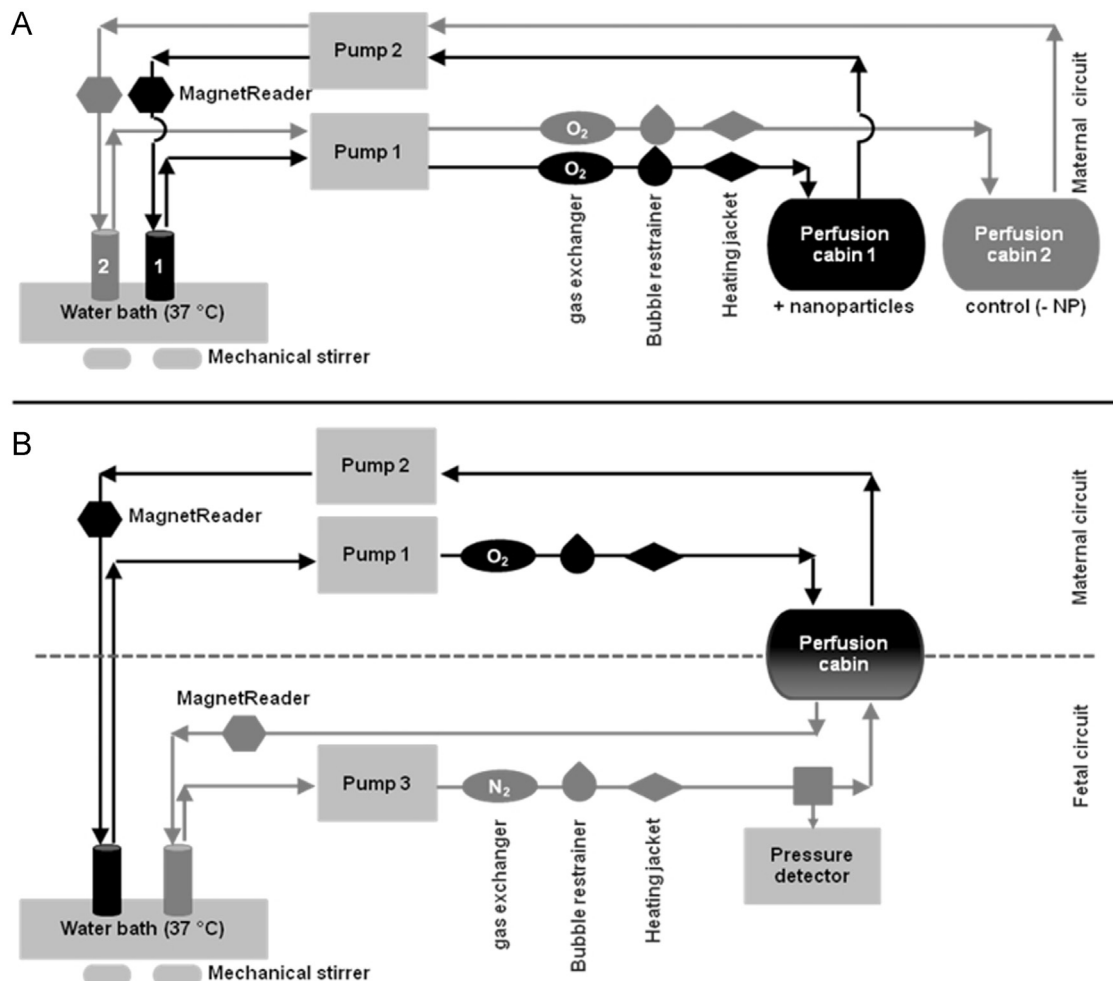 A
Pump 2
MagnetReader
Maternal circuit
Pump 1
O₂
O₂
gas exchanger
Bubble restrainer
Heating jacket
Perfusion
cabin 1
Perfusion
cabin 2
2
1
+ nanoparticles
control (- NP)
Water bath (37 °C)
Mechanical stirrer
B
Pump 2
MagnetReader
Pump 1
O₂
Maternal circuit
Perfusion
cabin
MagnetReader
Pump 3
N₂
Fetal circuit
gas exchanger
Bubble restrainer
Heating jacket
Pressure
detector
Water bath (37 °C)
Mechanical stirrer